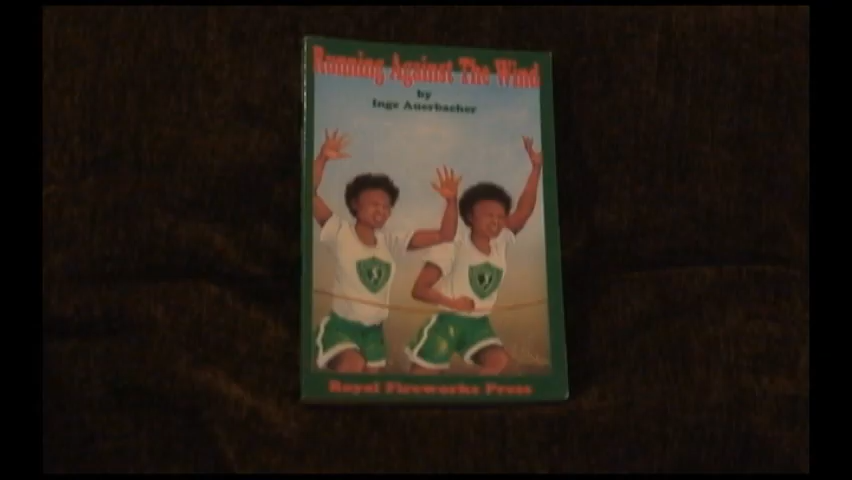 Running Against The Wind
by
Inge Auerbacher
Royal Fireworks Press